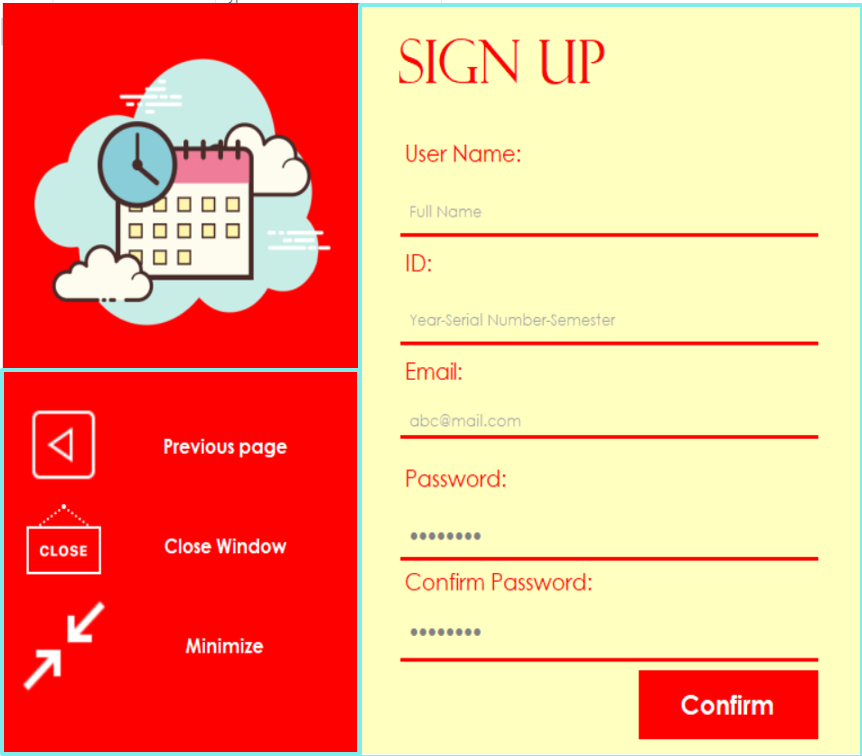 SIGN UP
User Name:
Full Name
ID:
Year-Serial Number-Semester
Email:
abc@mail.com
Password:
••••••••
Confirm Password:
••••••••
Confirm
Previous page
CLOSE
Close Window
Minimize